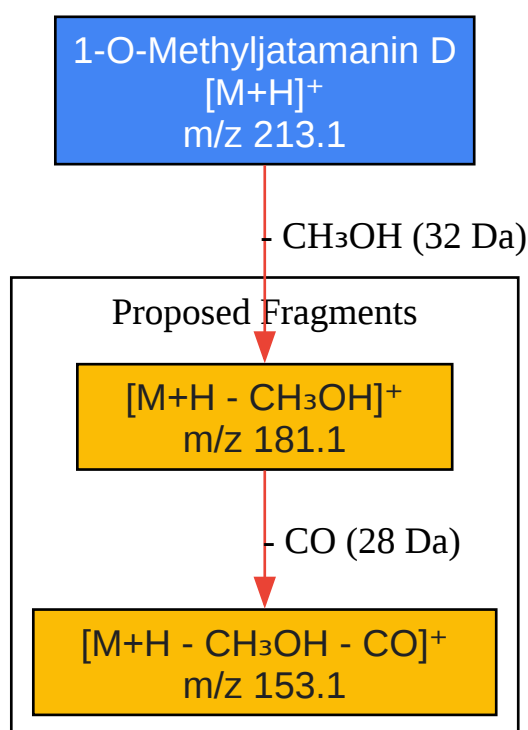 1-O-Methyljatamanin D
[M+H]⁺
m/z 213.1
- CH₃OH (32 Da)
Proposed Fragments
[M+H - CH₃OH]⁺
m/z 181.1
- CO (28 Da)
[M+H - CH₃OH - CO]⁺
m/z 153.1